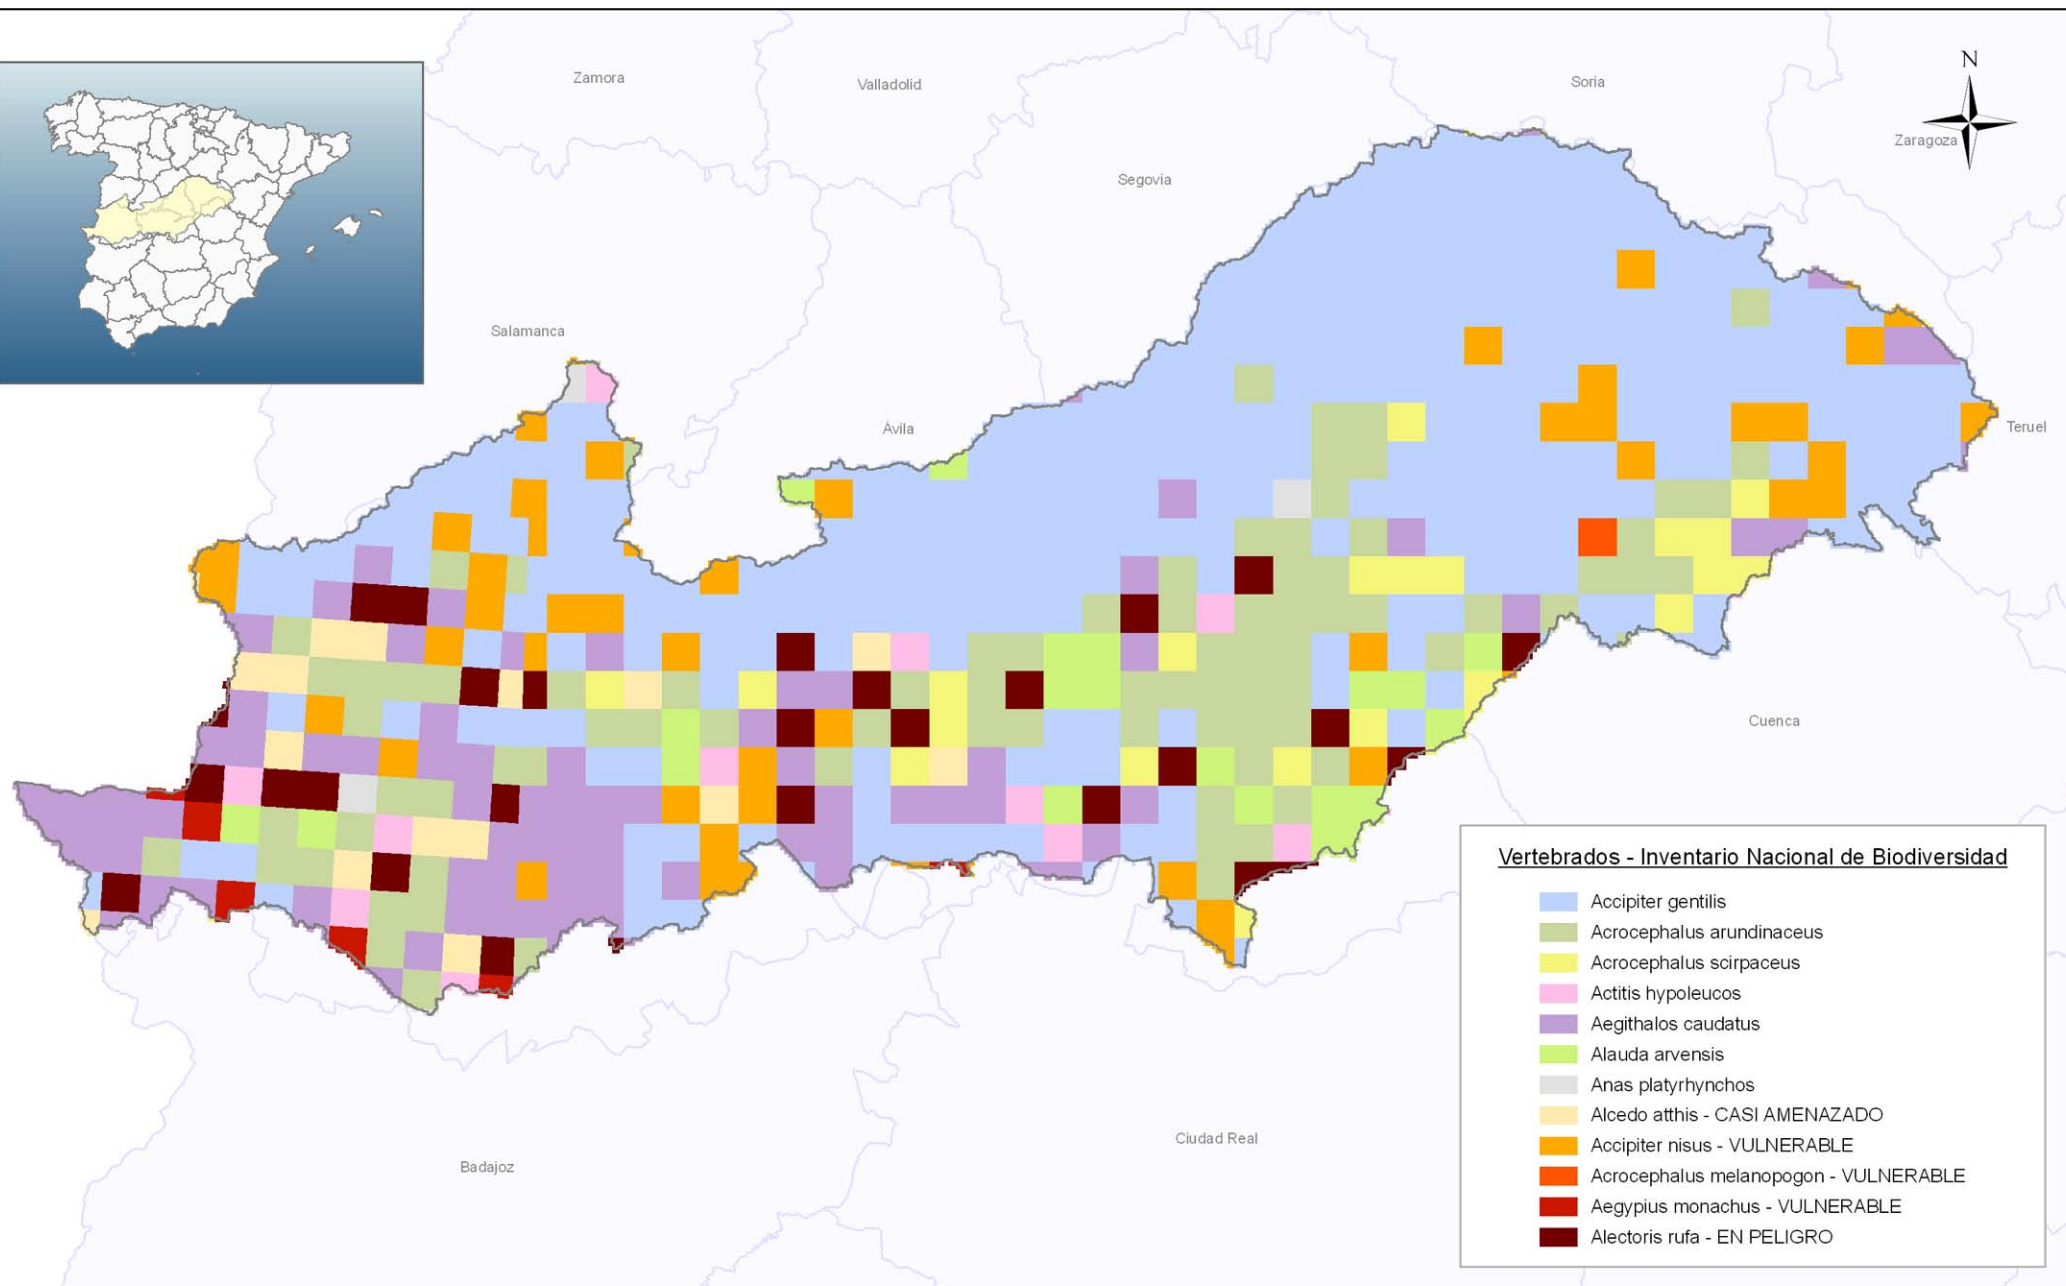 Zamora
Valladolid
Soria
N
Zaragoza
Segovia
Salamanca
Ávila
Teruel
Cuenca
Ciudad Real
Badajoz
Vertebrados - Inventario Nacional de Biodiversidad
Accipiter gentilis
Acrocephalus arundinaceus
Acrocephalus scirpaceus
Actitis hypoleucos
Aegithalos caudatus
Alauda arvensis
Anas platyrhynchos
Alcedo atthis - CASI AMENAZADO
Accipiter nisus - VULNERABLE
Acrocephalus melanopogon - VULNERABLE
Aegypius monachus - VULNERABLE
Alectoris rufa - EN PELIGRO